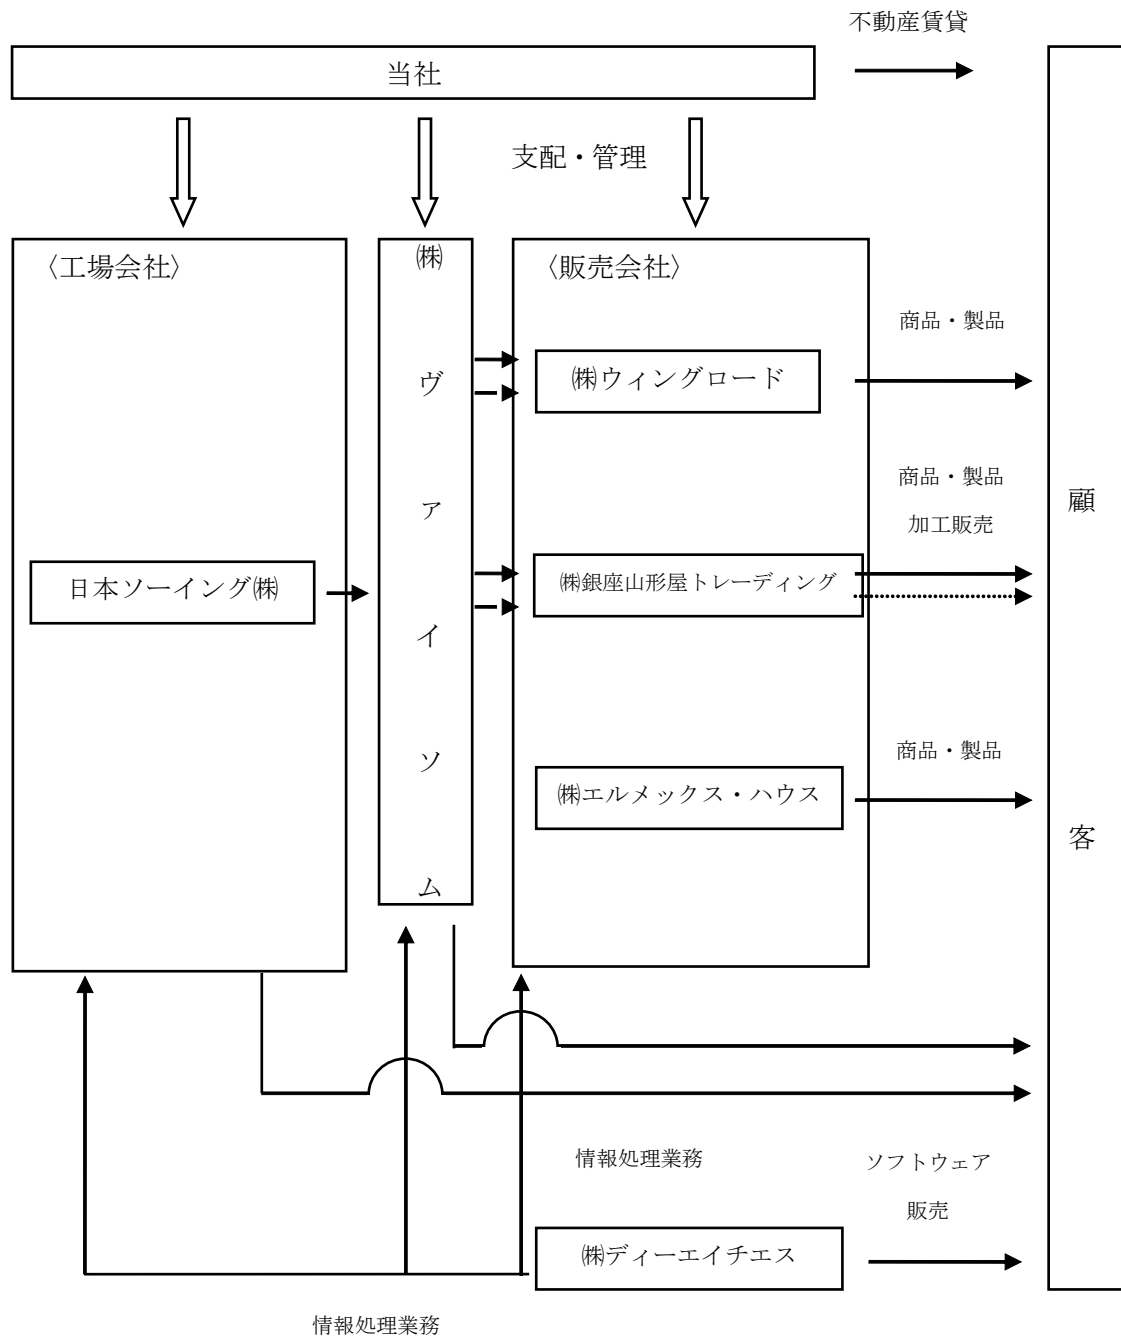 不動産賃貸
当社
支配・管理
〈工場会社〉
㈱ヴァイソム
〈販売会社〉
商品・製品
㈱ウィングロード
商品・製品
加工販売
日本ソーイング㈱
㈱銀座山形屋トレーディング
商品・製品
㈱エルメックス・ハウス
顧客
情報処理業務
ソフトウェア
販売
㈱ディーエイチエス
情報処理業務